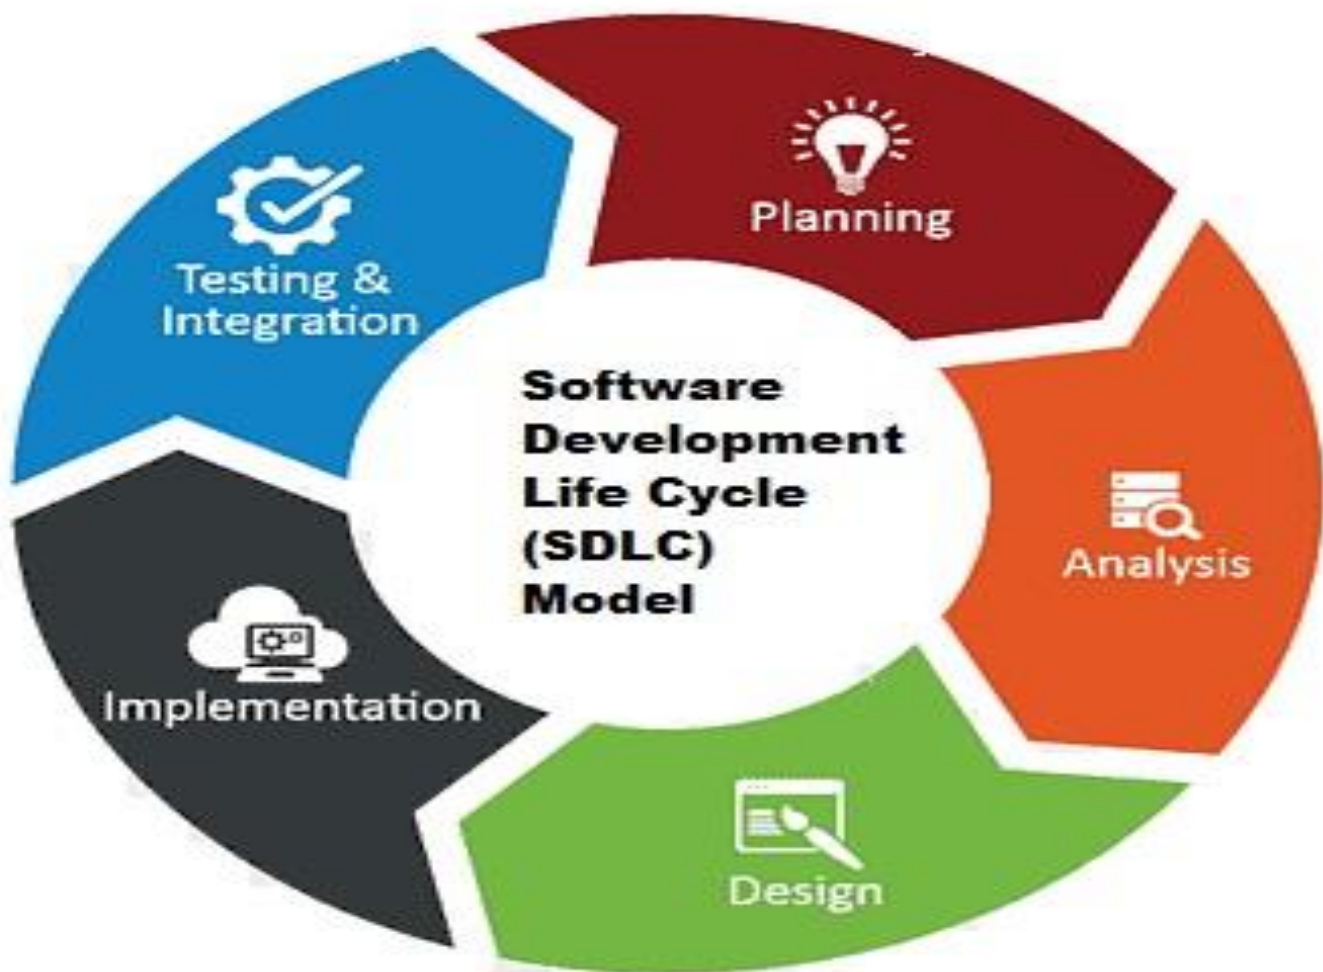 Planning
Analysis
Design
Implementation
Testing &
Integration
Software
Development
Life Cycle
(SDLC)
Model